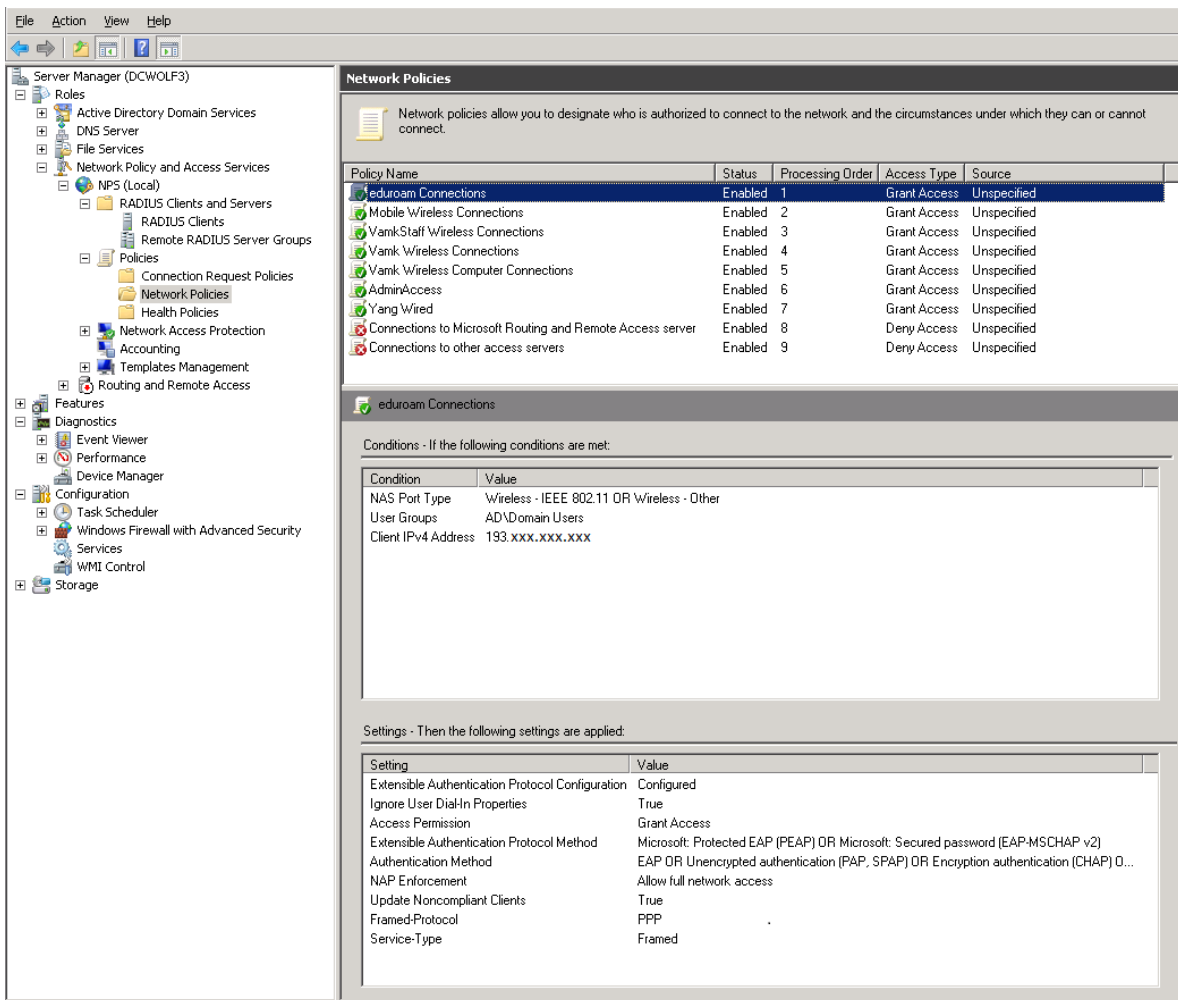 File Action View Help
Server Manager (DCWOLF3)
Roles
Active Directory Domain Services
DNS Server
File Services
Network Policy and Access Services
NPS (Local)
RADIUS Clients and Servers
RADIUS Clients
Remote RADIUS Server Groups
Policies
Connection Request Policies
Network Policies
Health Policies
Network Access Protection
Accounting
Templates Management
Routing and Remote Access
Features
Diagnostics
Event Viewer
Performance
Device Manager
Configuration
Task Scheduler
Windows Firewall with Advanced Security
Services
WMI Control
Storage
Network Policies
Network policies allow you to designate who is authorized to connect to the network and the circumstances under which they can or cannot
connect.
Policy Name Status Processing Order Access Type Source
eduroam Connections Enabled 1 Grant Access Unspecified
Mobile Wireless Connections Enabled 2 Grant Access Unspecified
VamkStaff Wireless Connections Enabled 3 Grant Access Unspecified
Vamk Wireless Connections Enabled 4 Grant Access Unspecified
Vamk Wireless Computer Connections Enabled 5 Grant Access Unspecified
AdminAccess Enabled 6 Grant Access Unspecified
Yang Wired Enabled 7 Grant Access Unspecified
Connections to Microsoft Routing and Remote Access server Enabled 8 Deny Access Unspecified
Connections to other access servers Enabled 9 Deny Access Unspecified
eduroam Connections
Conditions - If the following conditions are met:
Condition Value
NAS Port Type Wireless - IEEE 802.11 OR Wireless - Other
User Groups AD\Domain Users
Client IPv4 Address 193.xxx.xxx.xxx
Settings - Then the following settings are applied:
Setting Value
Extensible Authentication Protocol Configuration Configured
Ignore User Dial-In Properties True
Access Permission Grant Access
Extensible Authentication Protocol Method Microsoft: Protected EAP (PEAP) OR Microsoft: Secured password (EAP-MSCHAP v2)
Authentication Method EAP OR Unencrypted authentication (PAP, SPAP) OR Encryption authentication (CHAP) O...
NAP Enforcement Allow full network access
Update Noncompliant Clients True
Framed-Protocol PPP
Service-Type Framed